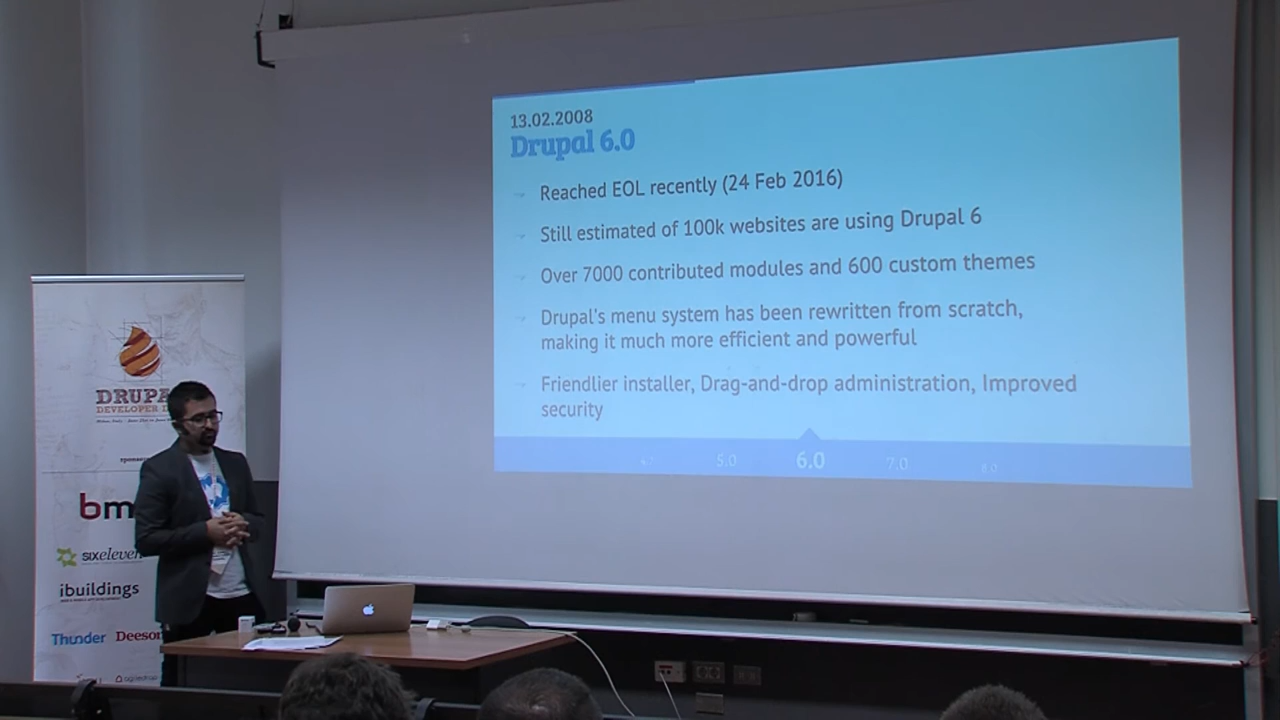 13.02.2008
Drupal 6.0
Reached EOL recently (24 Feb 2016)
Still estimated of 100k websites are using Drupal 6
Over 7000 contributed modules and 600 custom themes
Drupal's menu system has been rewritten from scratch,
making it much more efficient and powerful
Friendlier installer, Drag-and-drop administration, Improved
security
5.0 6.0 7.0 8.0
DRUPA
DEVELOPER D
bm
sixeleven
ibuildings
Thunder Deeson